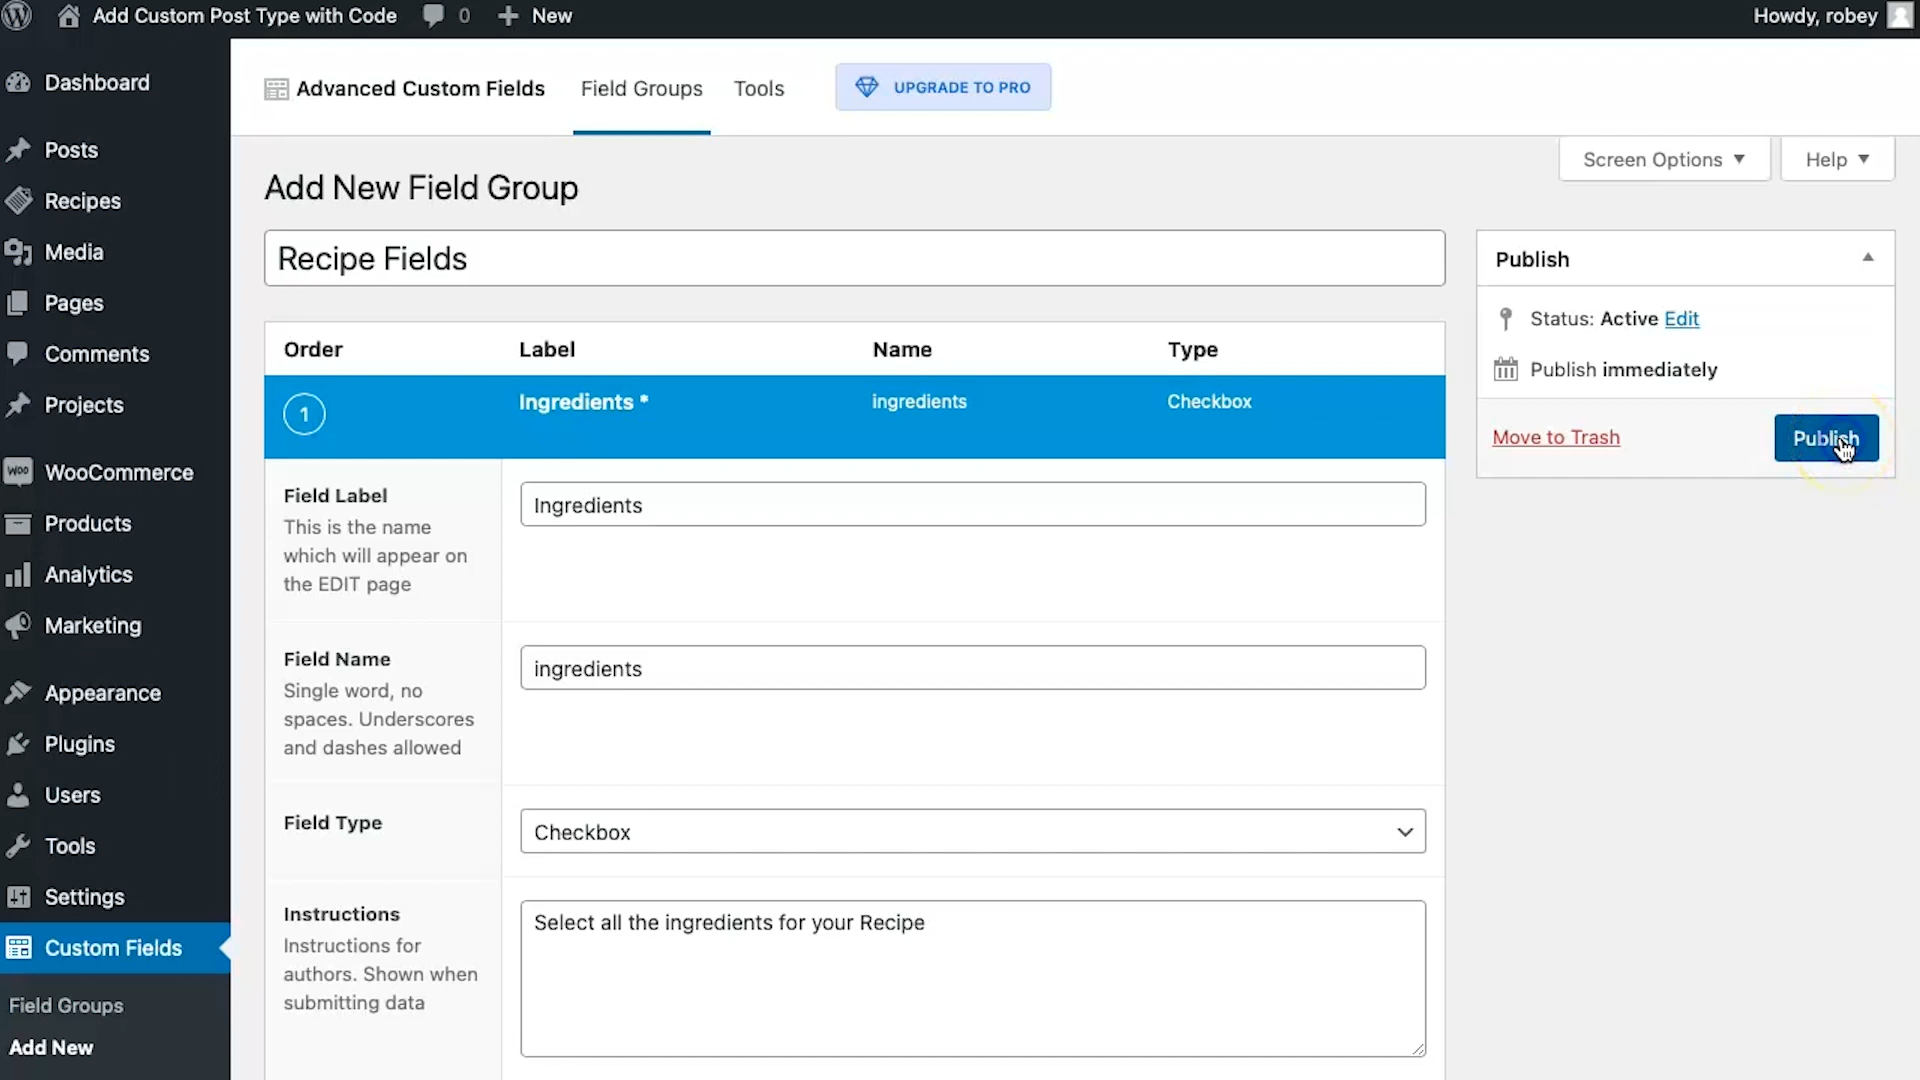 Add Custom Post Type with Code
0
New
Howdy, robey
Dashboard
Posts
Recipes
Media
Pages
Comments
Projects
WOO
WooCommerce
Products
Analytics
Marketing
Appearance
Plugins
Users
Tools
Settings
Custom Fields
Field Groups
Add New
Advanced Custom Fields
Field Groups
Tools
UPGRADE TO PRO
Screen Options
Help
Add New Field Group
Recipe Fields
Order
Label
Name
Type
1
Ingredients *
ingredients
Checkbox
Field Label
This is the name
which will appear on
the EDIT page
Ingredients
Field Name
Single word, no
spaces. Underscores
and dashes allowed
ingredients
Field Type
Checkbox
Instructions
Instructions for
authors. Shown when
submitting data
Select all the ingredients for your Recipe
Publish
Status: Active Edit
Publish immediately
Move to Trash
Publish